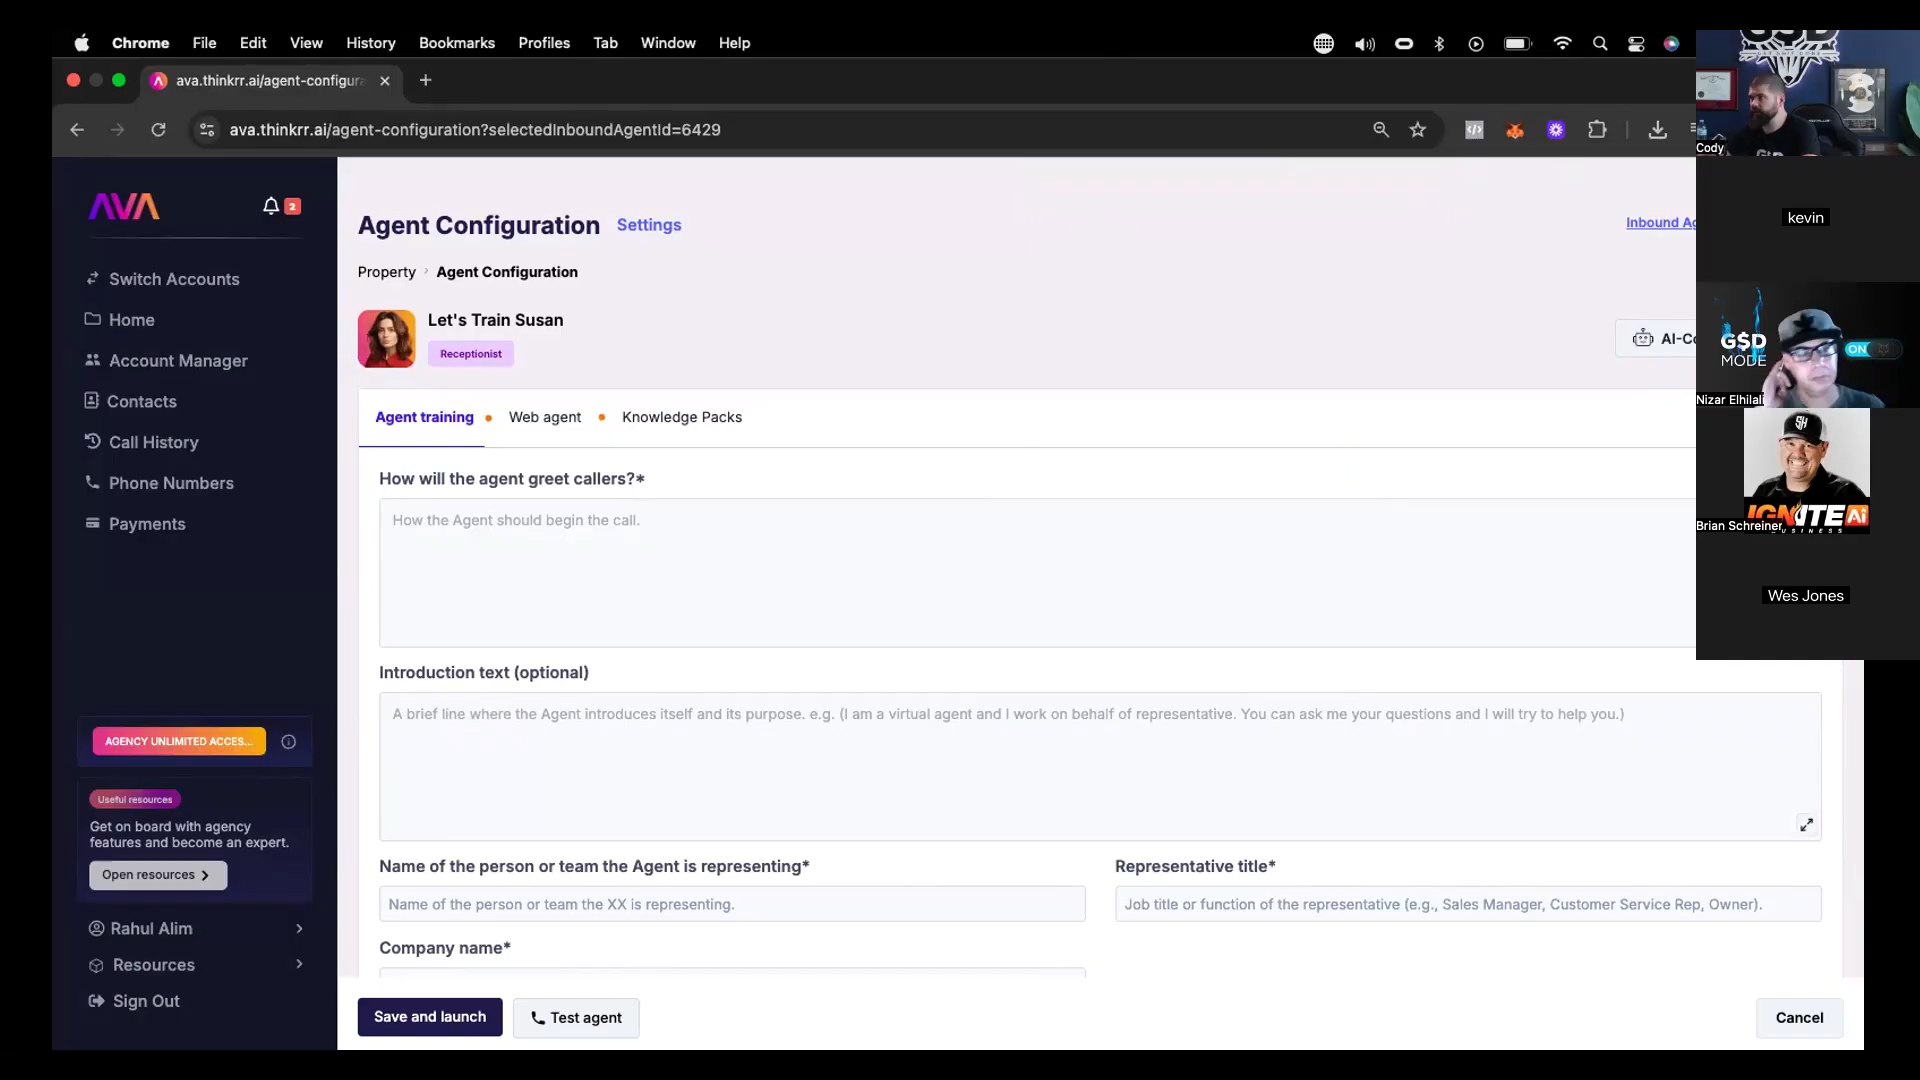 Chrome File Edit View History Bookmarks Profiles Tab Window Help
ava.thinkrr.ai/agent-configura
ava.thinkrr.ai/agent-configuration?selectedInboundAgentId=6429
AVA
2
Switch Accounts
Home
Account Manager
Contacts
Call History
Phone Numbers
Payments
AGENCY UNLIMITED ACCES...
Useful resources
Get on board with agency
features and become an expert.
Open resources
Rahul Alim
Resources
Sign Out
Agent Configuration Settings
Inbound Ag
Property › Agent Configuration
Let's Train Susan
Receptionist
AI-Co
Agent training Web agent Knowledge Packs
How will the agent greet callers?*
How the Agent should begin the call.
Introduction text (optional)
A brief line where the Agent introduces itself and its purpose. e.g. (I am a virtual agent and I work on behalf of representative. You can ask me your questions and I will try to help you.)
Name of the person or team the Agent is representing*
Name of the person or team the XX is representing.
Representative title*
Job title or function of the representative (e.g., Sales Manager, Customer Service Rep, Owner).
Company name*
Save and launch
Test agent
Cancel
GSD
Cody
kevin
G$D
MODE
ON
Nizar Elhilali
SH
IGNITE Ai
BUSINESS
Brian Schreiner
Wes Jones